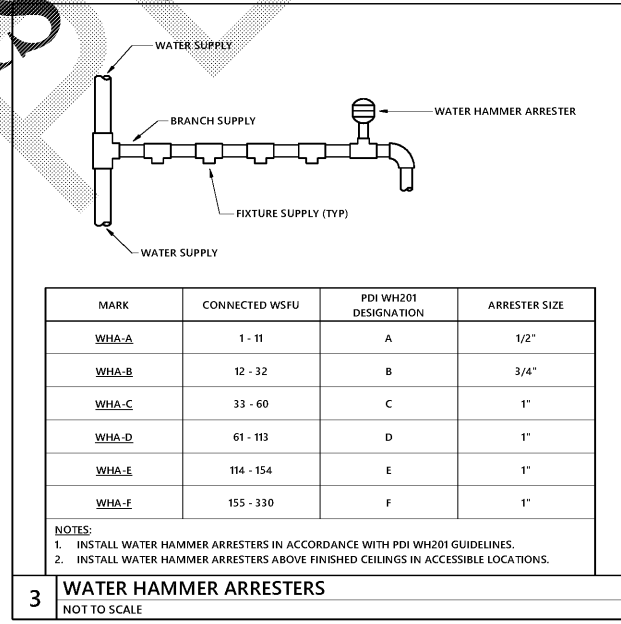 WATER SUPPLY
WATER HAMMER ARRESTER
BRANCH SUPPLY
FIXTURE SUPPLY (TYP)
WATER SUPPLY
MARK CONNECTED WSFU PDI WH201 DESIGNATION ARRESTER SIZE
WHA-A 1 - 11 A 1/2"
WHA-B 12 - 32 B 3/4"
WHA-C 33 - 60 C 1"
WHA-D 61 - 113 D 1"
WHA-E 114 - 154 E 1"
WHA-F 155 - 330 F 1"
NOTES:
1. INSTALL WATER HAMMER ARRESTERS IN ACCORDANCE WITH PDI WH201 GUIDELINES.
2. INSTALL WATER HAMMER ARRESTERS ABOVE FINISHED CEILINGS IN ACCESSIBLE LOCATIONS.
3 WATER HAMMER ARRESTERS
NOT TO SCALE